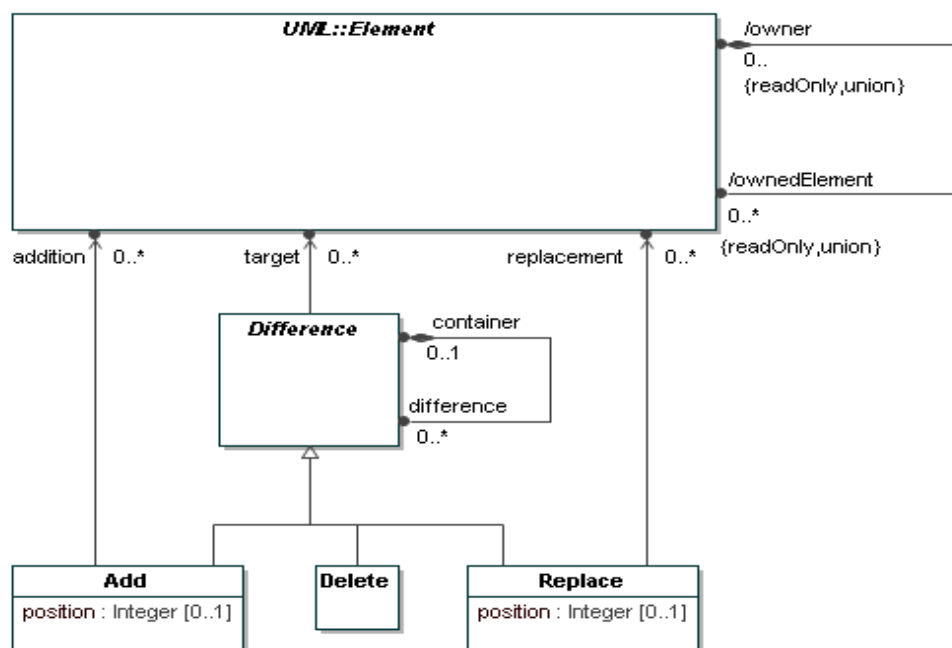 UML::Element
/owner
0..
{readOnly,union}
/ownedElement
0..*
{readOnly,union}
addition 0..*
target 0..*
replacement 0..*
Difference
container
0..1
difference
0..*
Add
position : Integer [0..1]
Delete
Replace
position : Integer [0..1]